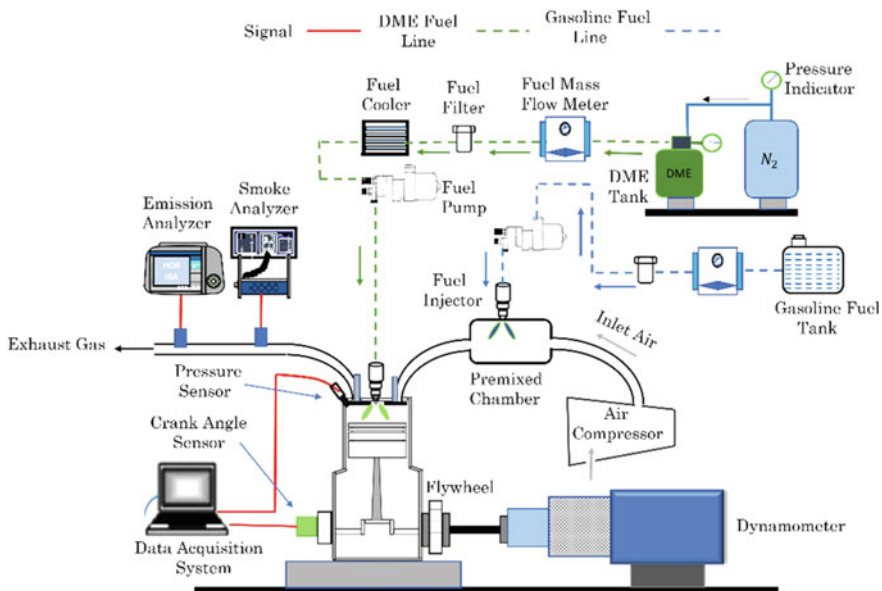 Signal
DME Fuel
Line
Gasoline Fuel
Line
Fuel
Cooler
Fuel
Filter
Fuel Mass
Flow Meter
Pressure
Indicator
DME
N₂
DME
Tank
Fuel
Pump
Smoke
Analyzer
Emission
Analyzer
Fuel
Injector
Gasoline Fuel
Tank
Exhaust Gas
Inlet Air
Pressure
Sensor
Premixed
Chamber
Air
Compressor
Crank Angle
Sensor
Flywheel
Dynamometer
Data Acquisition
System